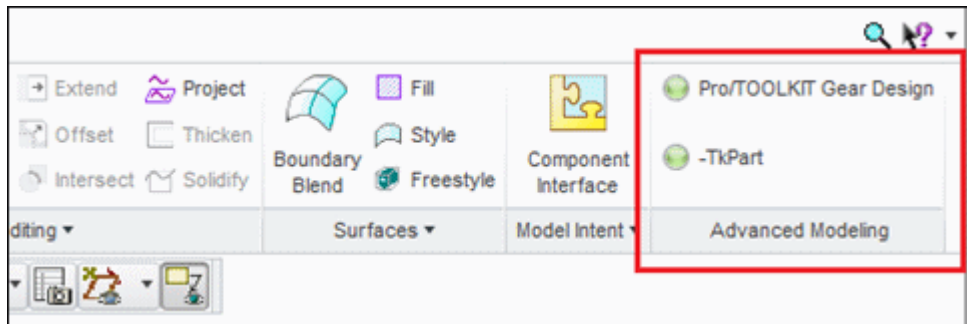 Extend Project Fill Pro/TOOLKIT Gear Design
Offset Thicken Style
Boundary Blend Component Interface -TkPart
Intersect Solidify Freestyle
diting ▾ Surfaces ▾ Model Intent ▾ Advanced Modeling